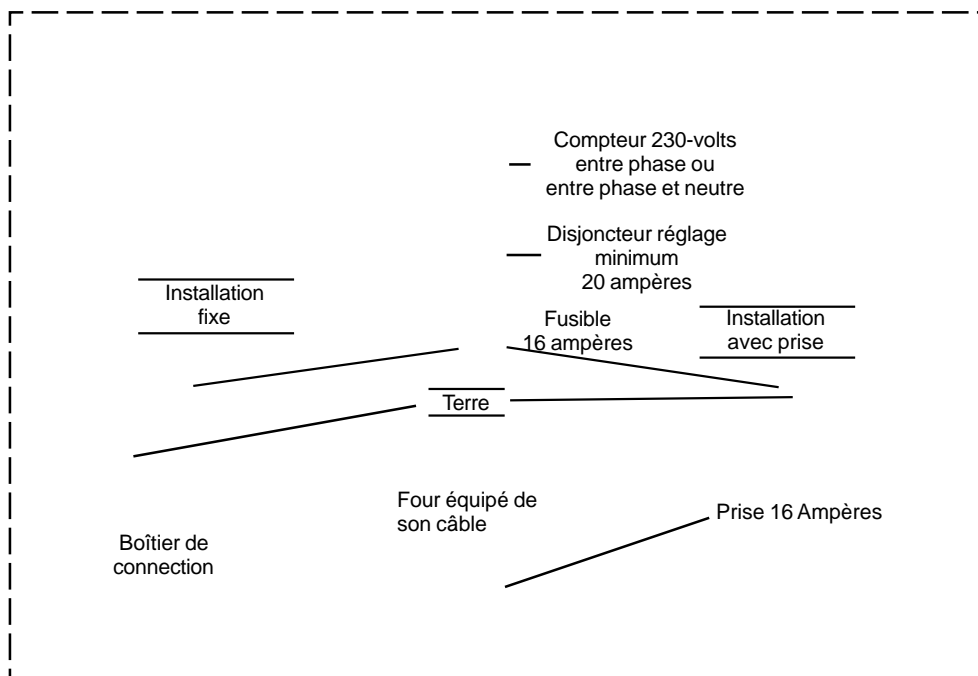 Compteur 230-volts
entre phase ou
entre phase et neutre
Disjoncteur réglage
minimum
20 ampères
Installation
fixe
Fusible
16 ampères
Installation
avec prise
Terre
Four équipé de
son câble
Prise 16 Ampères
Boîtier de
connection